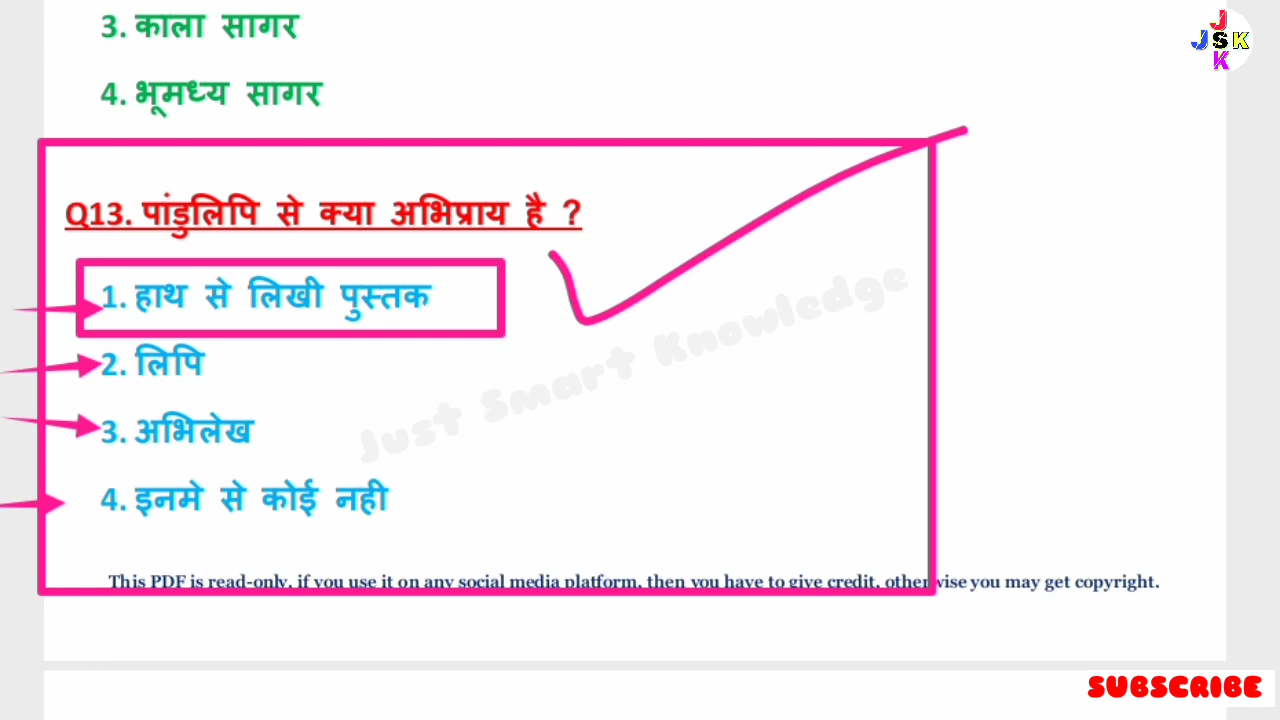 3. काला सागर
4. भूमध्य सागर
Q13. पांडुलिपि से क्या अभिप्राय है ?
1. हाथ से लिखी पुस्तक
2. लिपि
3. अभिलेख
4. इनमे से कोई नही
Just Smart Knowledge
This PDF is read-only, if you use it on any social media platform, then you have to give credit, otherwise you may get copyright.
J
J S K
K
SUBSCRIBE